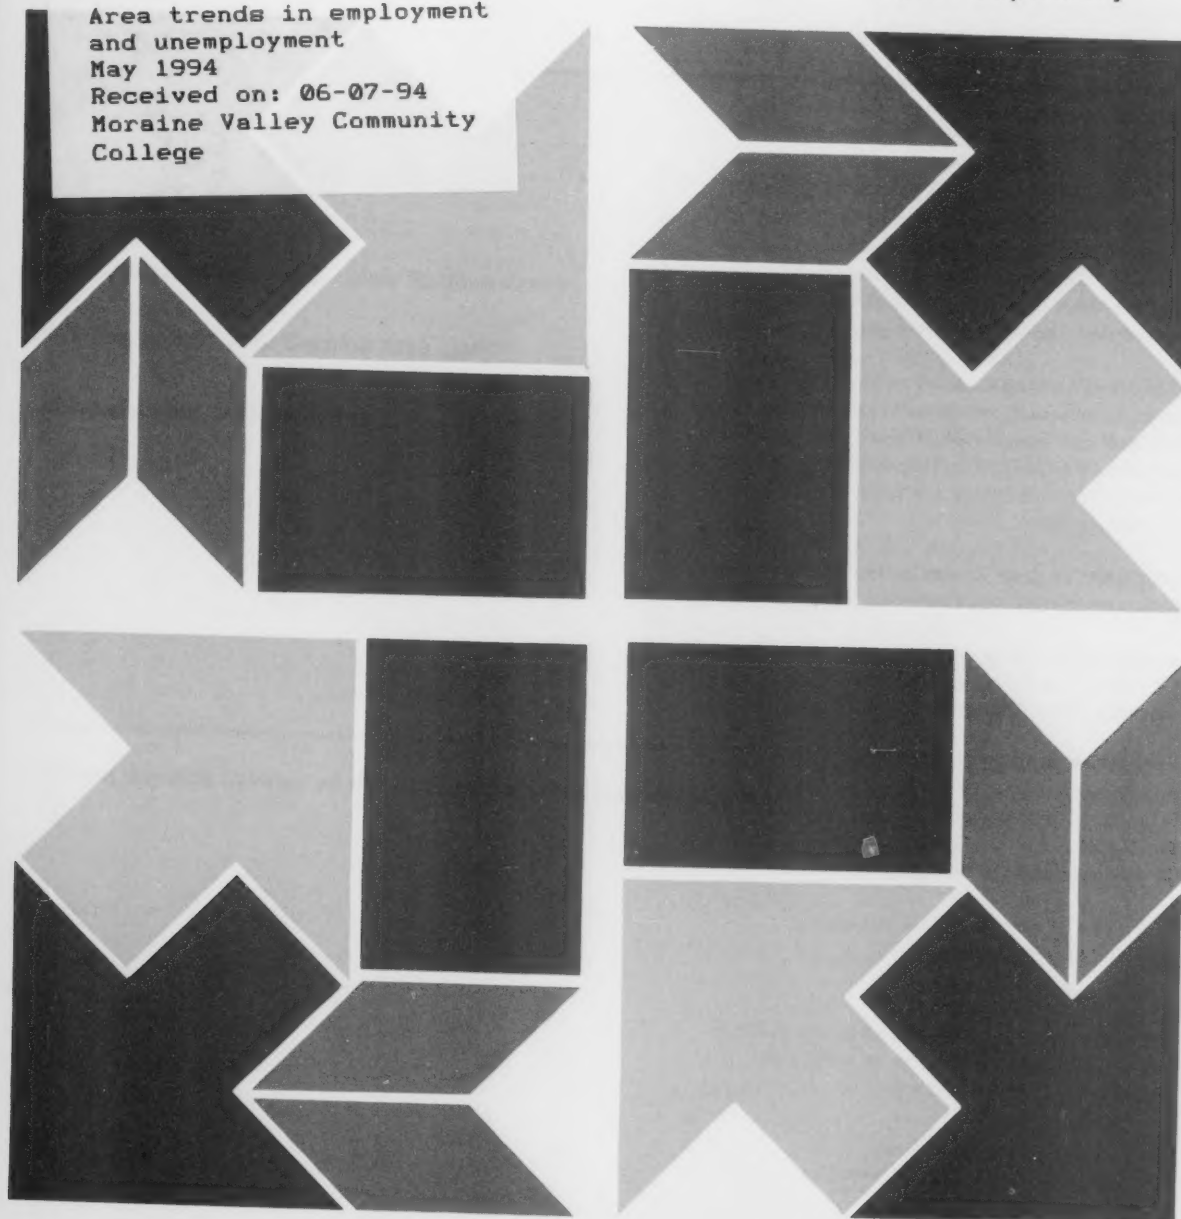 Area trends in employment
and unemployment
May 1994
Received on: 06-07-94
Moraine Valley Community
College